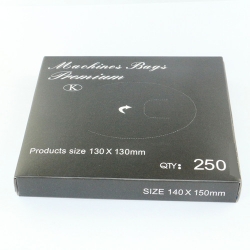 Machines Bags
Premium
K
Products size 130 X 130mm
QTY: 250
SIZE 140 X 150mm